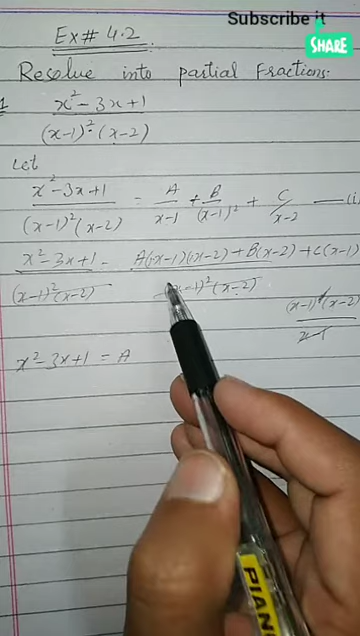 Subscribe it
SHARE
Ex# 4.2
Resolve into partial Fractions:
1 x²-3x+1
(x-1)²(x-2)
Let
x²-3x+1 = A + B + C —(i)
(x-1)²(x-2) x-1 (x-1)² x-2
x²-3x+1 = A(x-1)(x-2)+B(x-2)+C(x-1)
(x-1)²(x-2) (x-1)²(x-2)
(x-1)²(x-2)
x-1
x²-3x+1 = A
PIAN